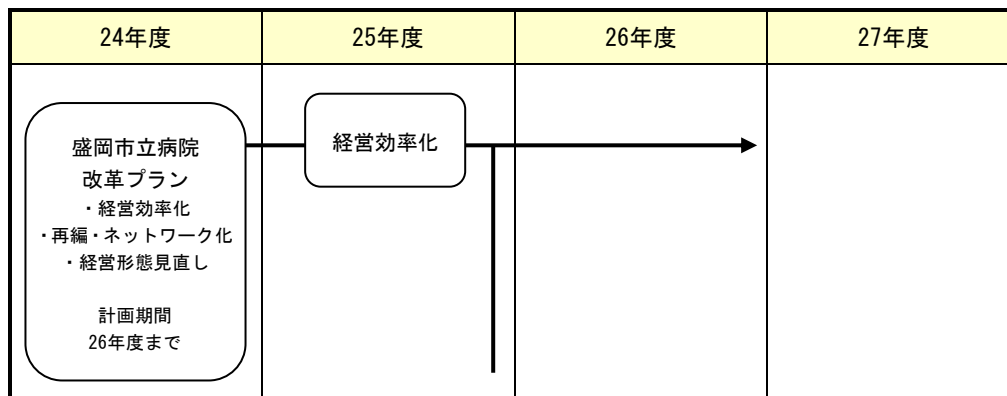 24年度
25年度
26年度
27年度
盛岡市立病院
改革プラン
・経営効率化
・再編・ネットワーク化
・経営形態見直し
計画期間
26年度まで
経営効率化